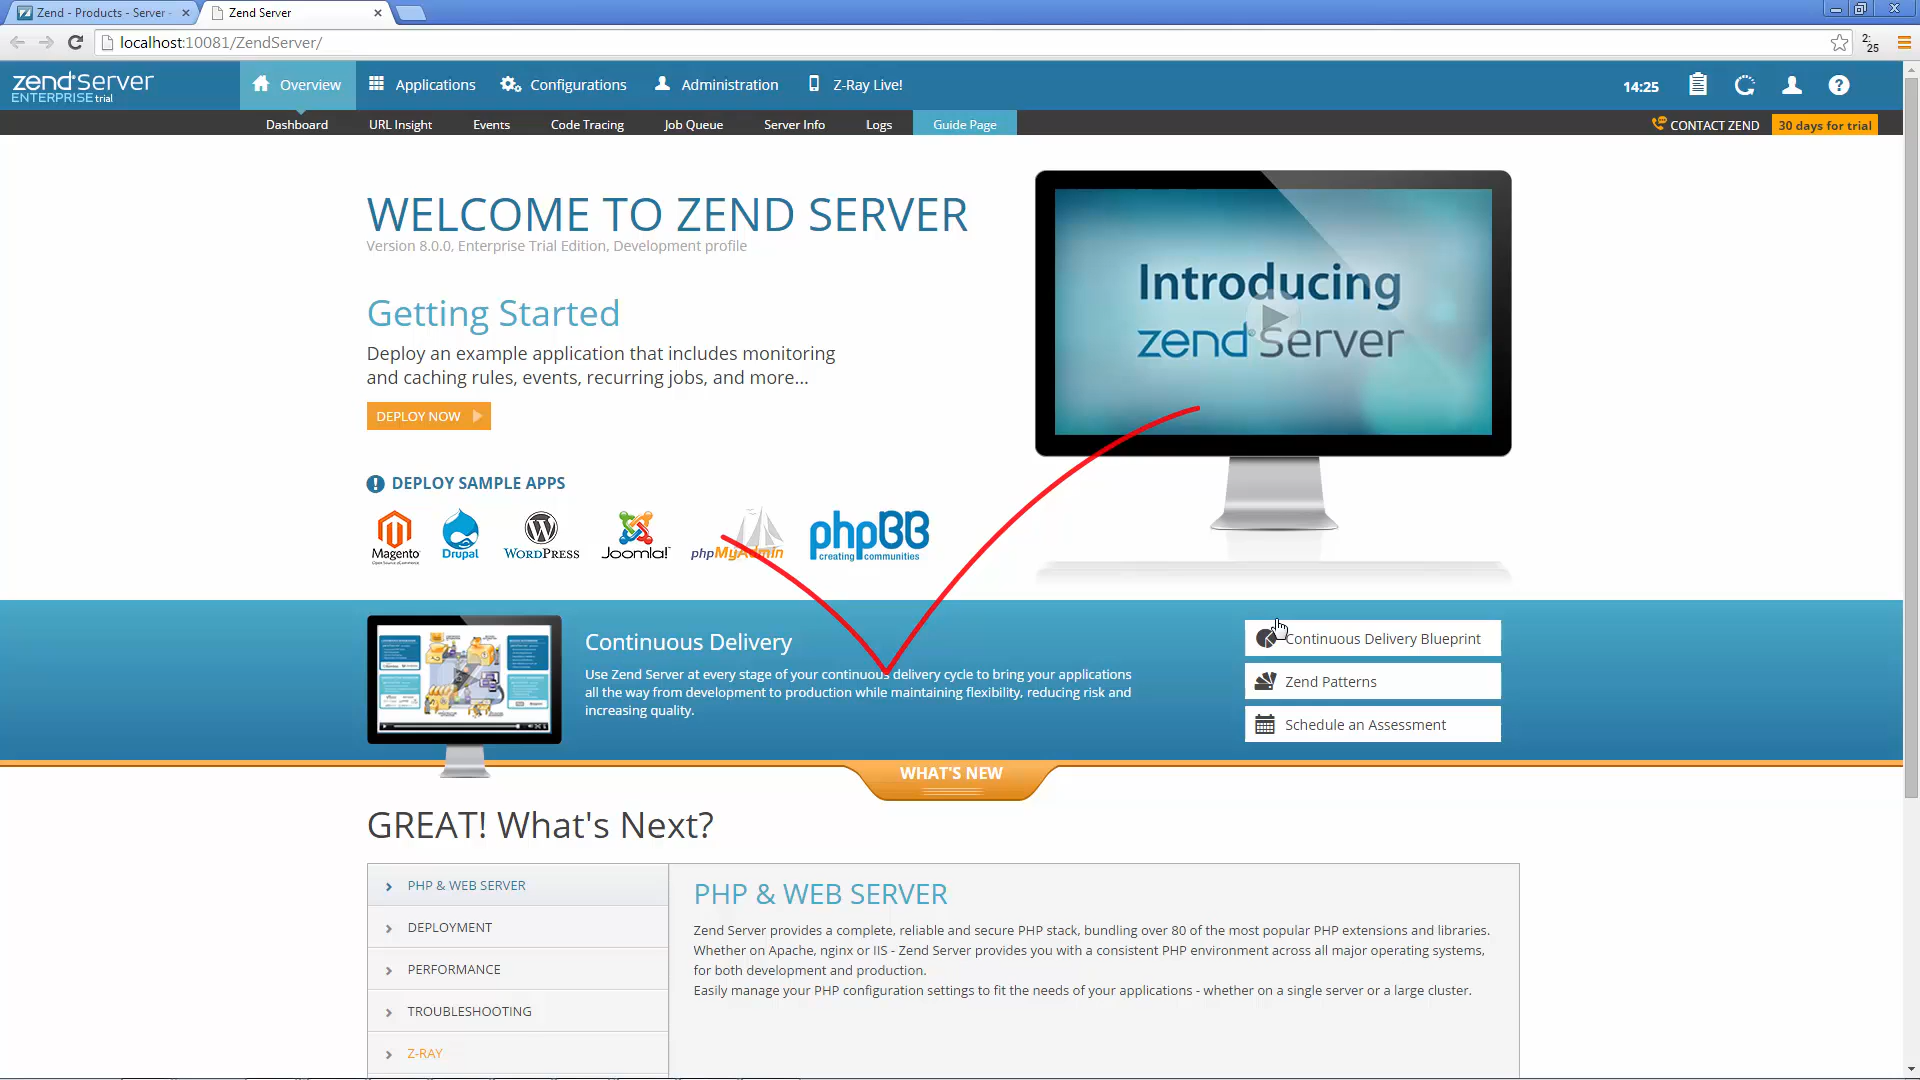 Zend - Products - Server -
Zend Server
localhost:10081/ZendServer/
2:
25
zend Server
ENTERPRISE trial
Overview
Applications
Configurations
Administration
Z-Ray Live!
14:25
Dashboard
URL Insight
Events
Code Tracing
Job Queue
Server Info
Logs
Guide Page
CONTACT ZEND
30 days for trial
WELCOME TO ZEND SERVER
Version 8.0.0, Enterprise Trial Edition, Development profile
Getting Started
Deploy an example application that includes monitoring
and caching rules, events, recurring jobs, and more...
DEPLOY NOW
Introducing
zend Server
DEPLOY SAMPLE APPS
Magento
Open Source eCommerce
Drupal
WORDPRESS
Joomla!
phpMyAdmin
phpBB
creating communities
Continuous Delivery
Use Zend Server at every stage of your continuous delivery cycle to bring your applications
all the way from development to production while maintaining flexibility, reducing risk and
increasing quality.
Continuous Delivery Blueprint
Zend Patterns
Schedule an Assessment
WHAT'S NEW
GREAT! What's Next?
PHP & WEB SERVER
DEPLOYMENT
PERFORMANCE
TROUBLESHOOTING
Z-RAY
PHP & WEB SERVER
Zend Server provides a complete, reliable and secure PHP stack, bundling over 80 of the most popular PHP extensions and libraries.
Whether on Apache, nginx or IIS - Zend Server provides you with a consistent PHP environment across all major operating systems,
for both development and production.
Easily manage your PHP configuration settings to fit the needs of your applications - whether on a single server or a large cluster.